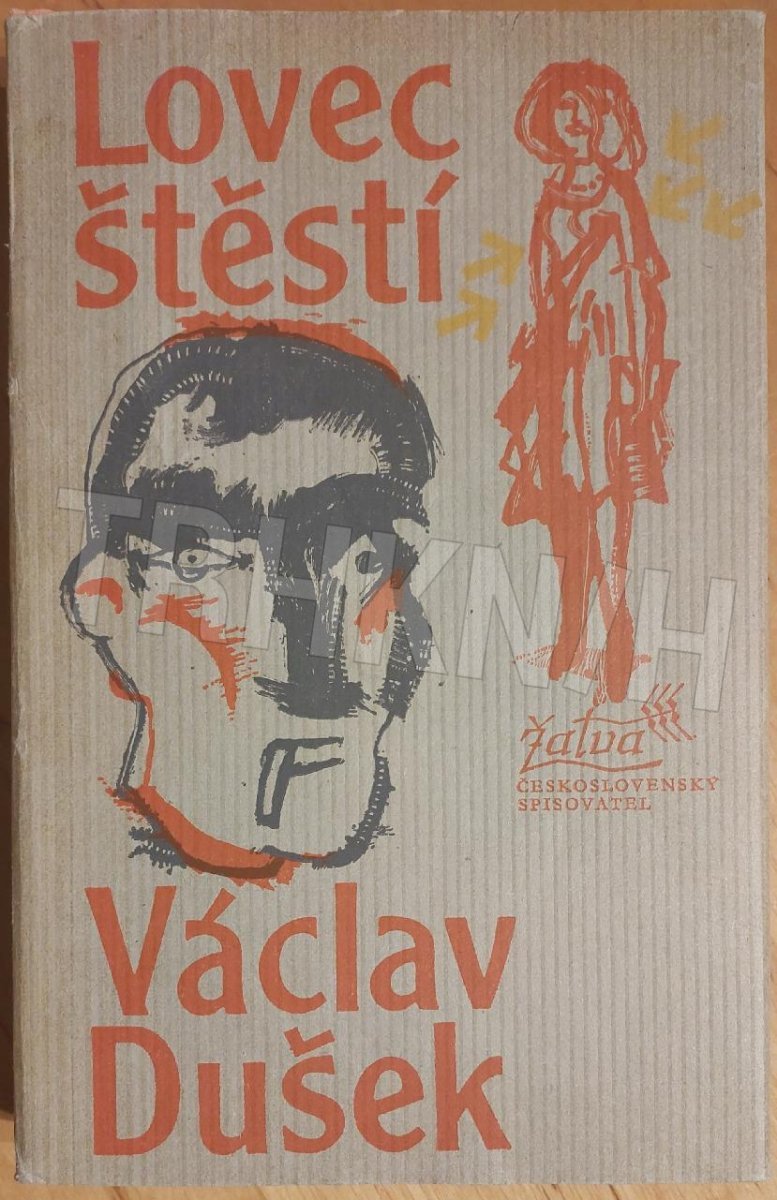 Lovec
štěstí
TRHKNIH
Žatva
ČESKOSLOVENSKÝ
SPISOVATEL
Václav
Dušek